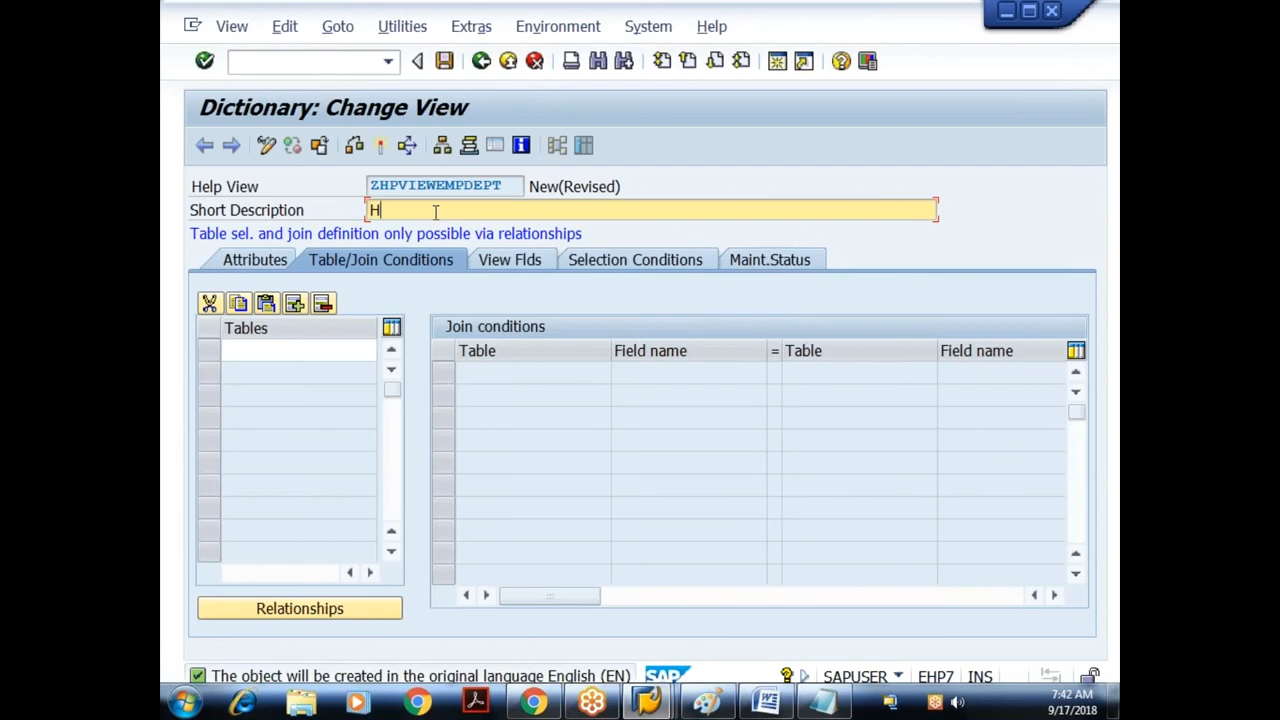 View Edit Goto Utilities Extras Environment System Help
Dictionary: Change View
Help View ZHPVIEWEMPDEPT New(Revised)
Short Description H
Table sel. and join definition only possible via relationships
Attributes Table/Join Conditions View Flds Selection Conditions Maint.Status
Tables
Join conditions
Table Field name = Table Field name
Relationships
The object will be created in the original language English (EN) SAP SAPUSER EHP7 INS
7:42 AM
9/17/2018